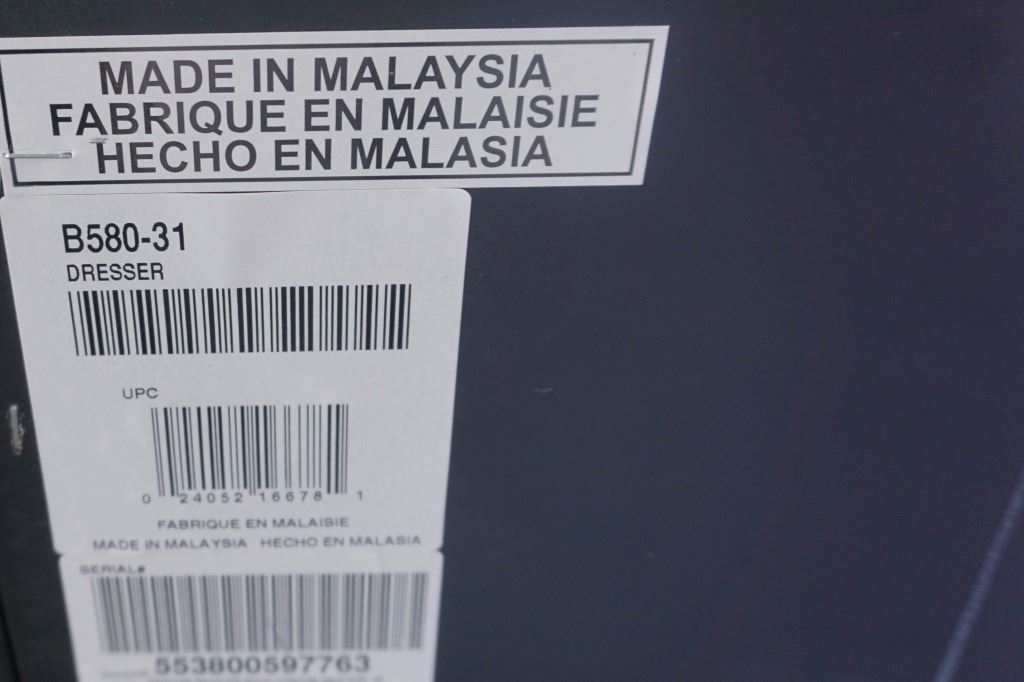 MADE IN MALAYSIA
FABRIQUE EN MALAISIE
HECHO EN MALASIA
B580-31
DRESSER
UPC
0 24052 16678 1
FABRIQUE EN MALAISIE
MADE IN MALAYSIA HECHO EN MALASIA
SERIAL#
553800597763